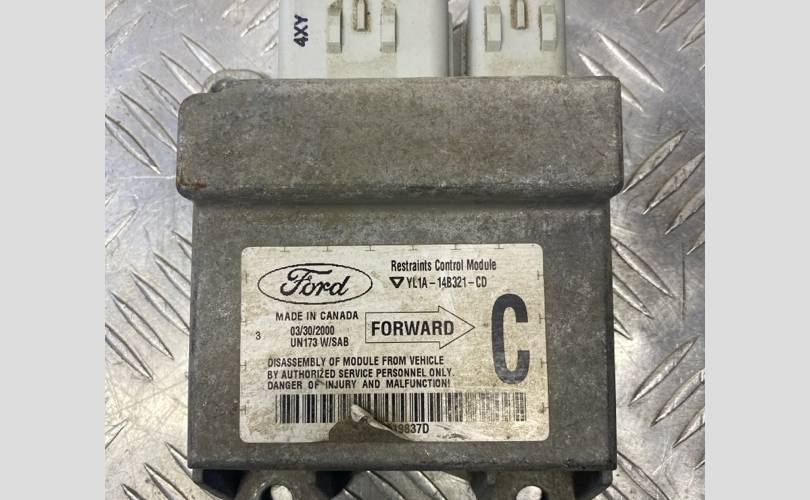 4XY
Ford
Restraints Control Module
YL1A-14B321-CD
MADE IN CANADA
03/30/2000
UN173 W/SAB
3
FORWARD
C
DISASSEMBLY OF MODULE FROM VEHICLE
BY AUTHORIZED SERVICE PERSONNEL ONLY.
DANGER OF INJURY AND MALFUNCTION!